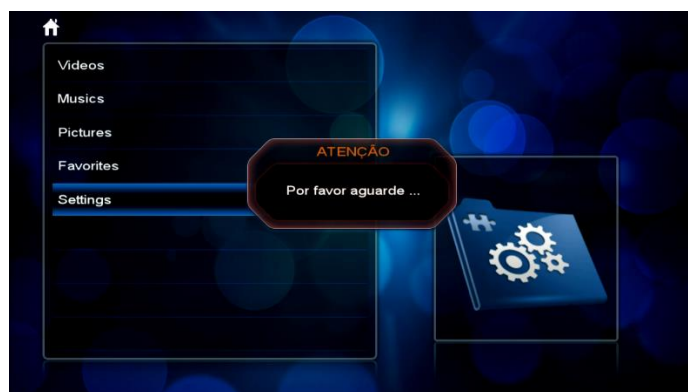 Videos
Musics
Pictures
Favorites
Settings
ATENÇÃO
Por favor aguarde ...